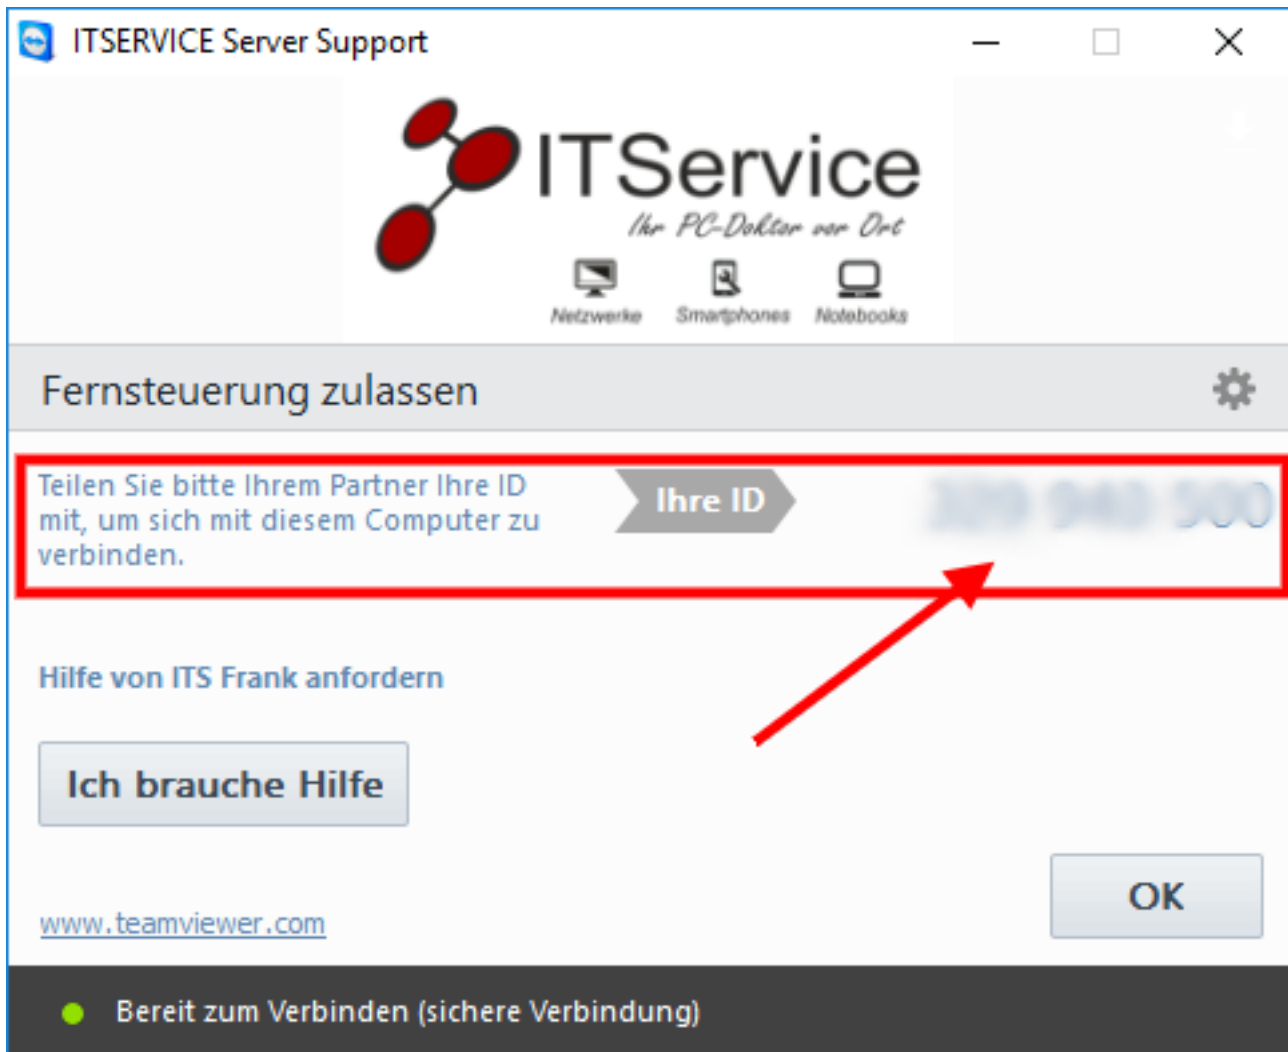 ITSERVICE Server Support
ITService
Ihr PC-Doktor vor Ort
Netzwerke Smartphones Notebooks
Fernsteuerung zulassen
Teilen Sie bitte Ihrem Partner Ihre ID
mit, um sich mit diesem Computer zu
verbinden.
Ihre ID
Hilfe von ITS Frank anfordern
Ich brauche Hilfe
OK
www.teamviewer.com
Bereit zum Verbinden (sichere Verbindung)